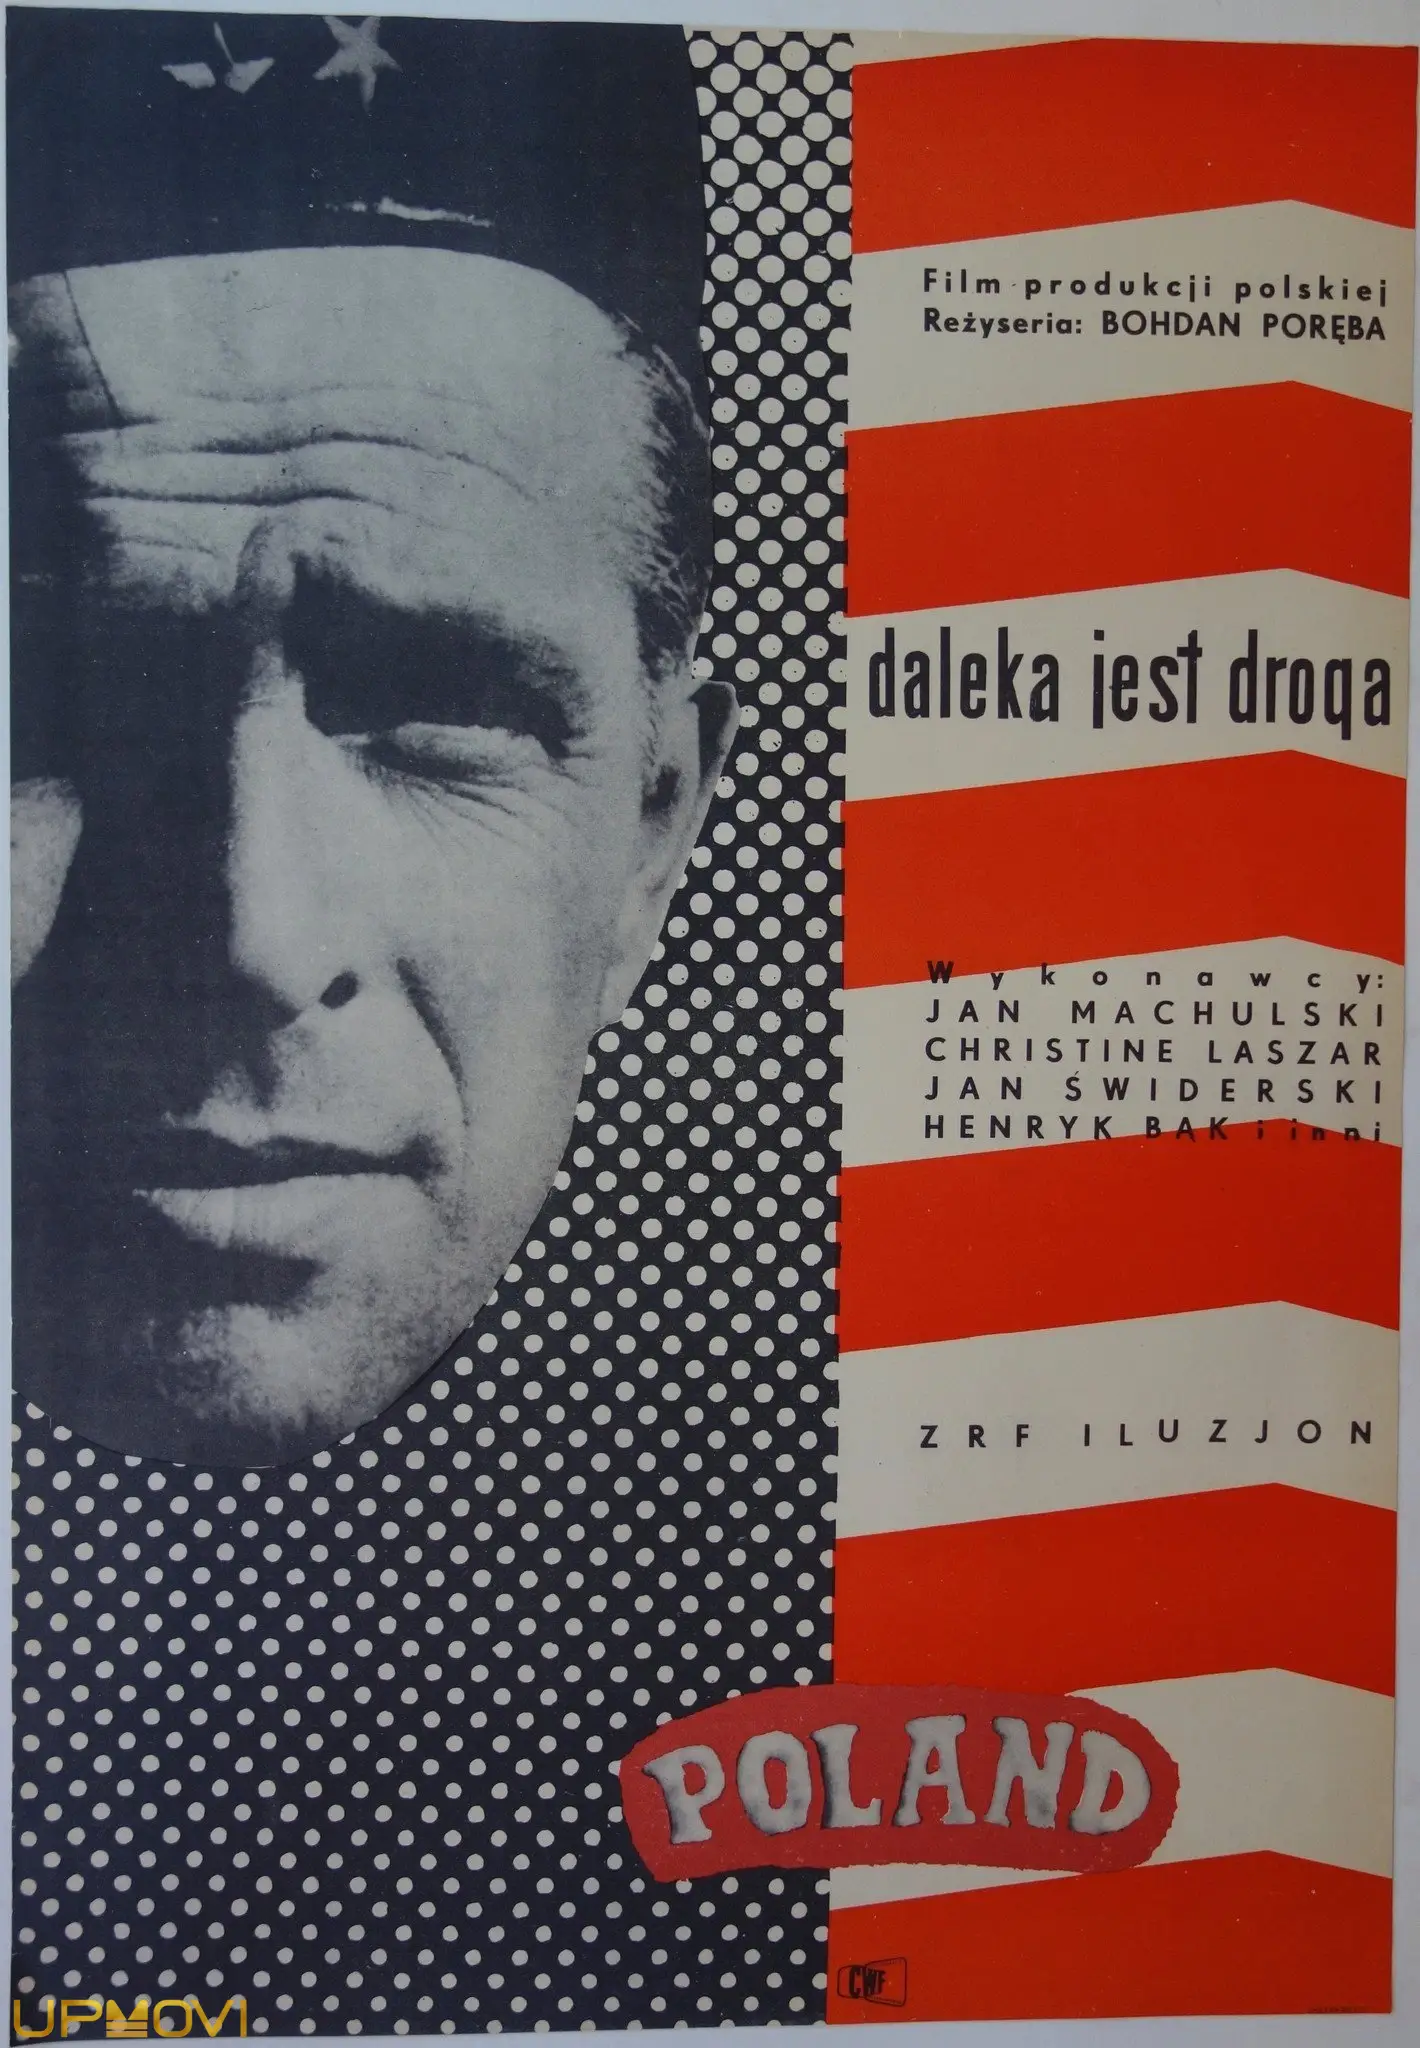 Film produkcji polskiej
Reżyseria: BOHDAN PORĘBA
daleka jest droga
Wykonawcy:
JAN MACHULSKI
CHRISTINE LASZAR
JAN ŚWIDERSKI
HENRYK BĄK i inni
ZRF ILUZJON
POLAND
CWF
UPMOVI